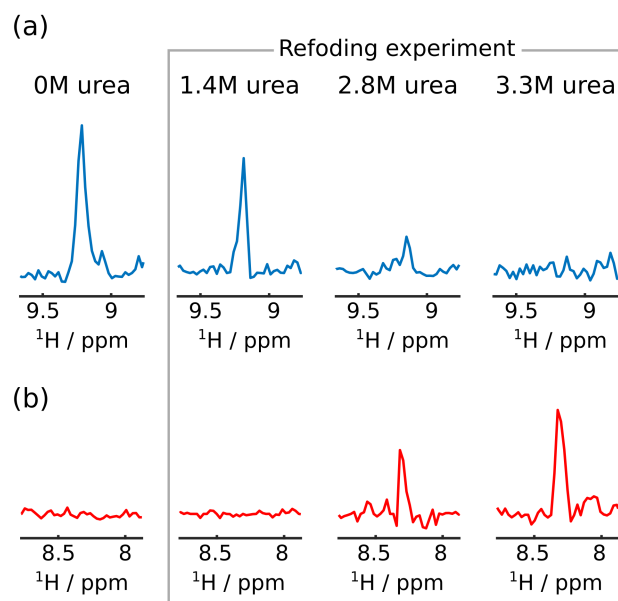 (a)
Refoding experiment
0M urea
1.4M urea
2.8M urea
3.3M urea
9.5 9
9.5 9
9.5 9
9.5 9
¹H / ppm
¹H / ppm
¹H / ppm
¹H / ppm
(b)
8.5 8
8.5 8
8.5 8
8.5 8
¹H / ppm
¹H / ppm
¹H / ppm
¹H / ppm